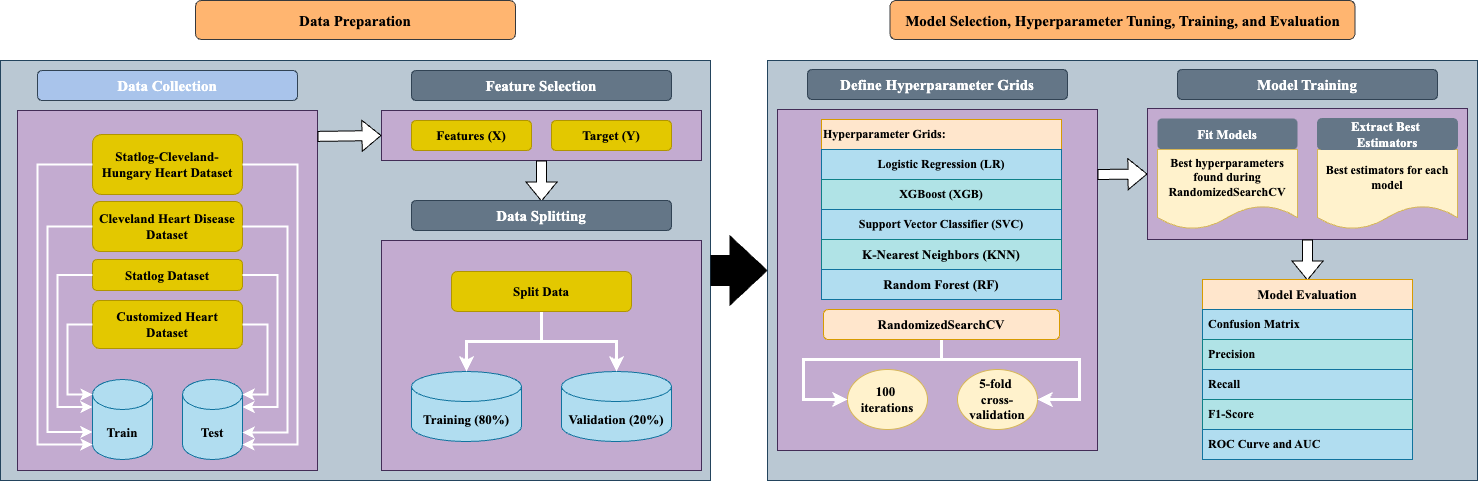 Data Preparation
Model Selection, Hyperparameter Tuning, Training, and Evaluation
Data Collection
Statlog-Cleveland-
Hungary Heart Dataset
Cleveland Heart Disease
Dataset
Statlog Dataset
Customized Heart
Dataset
Train
Test
Feature Selection
Features (X)
Target (Y)
Data Splitting
Split Data
Training (80%)
Validation (20%)
Define Hyperparameter Grids
Hyperparameter Grids:
Logistic Regression (LR)
XGBoost (XGB)
Support Vector Classifier (SVC)
K-Nearest Neighbors (KNN)
Random Forest (RF)
RandomizedSearchCV
100
iterations
5-fold
cross-
validation
Model Training
Fit Models
Best hyperparameters
found during
RandomizedSearchCV
Extract Best
Estimators
Best estimators for each
model
Model Evaluation
Confusion Matrix
Precision
Recall
F1-Score
ROC Curve and AUC